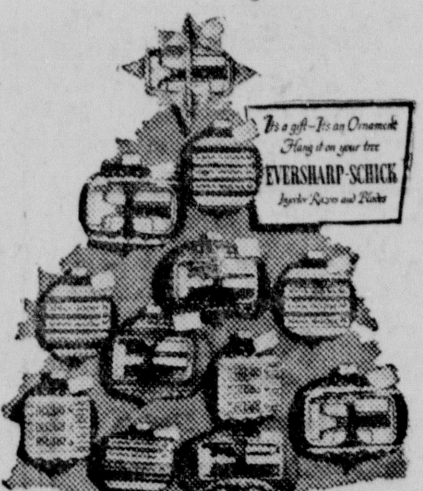 It's a gift-It's an Ornament
Hang it on your tree
EVERSHARP-SCHICK
Injector Razors and Blades